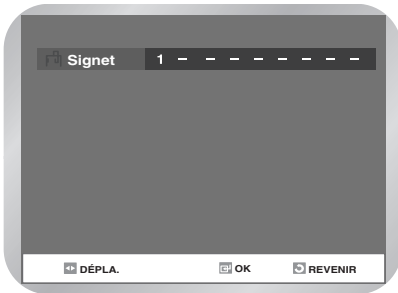 Signet 1 – – – – – – – –
DÉPLA. OK REVENIR